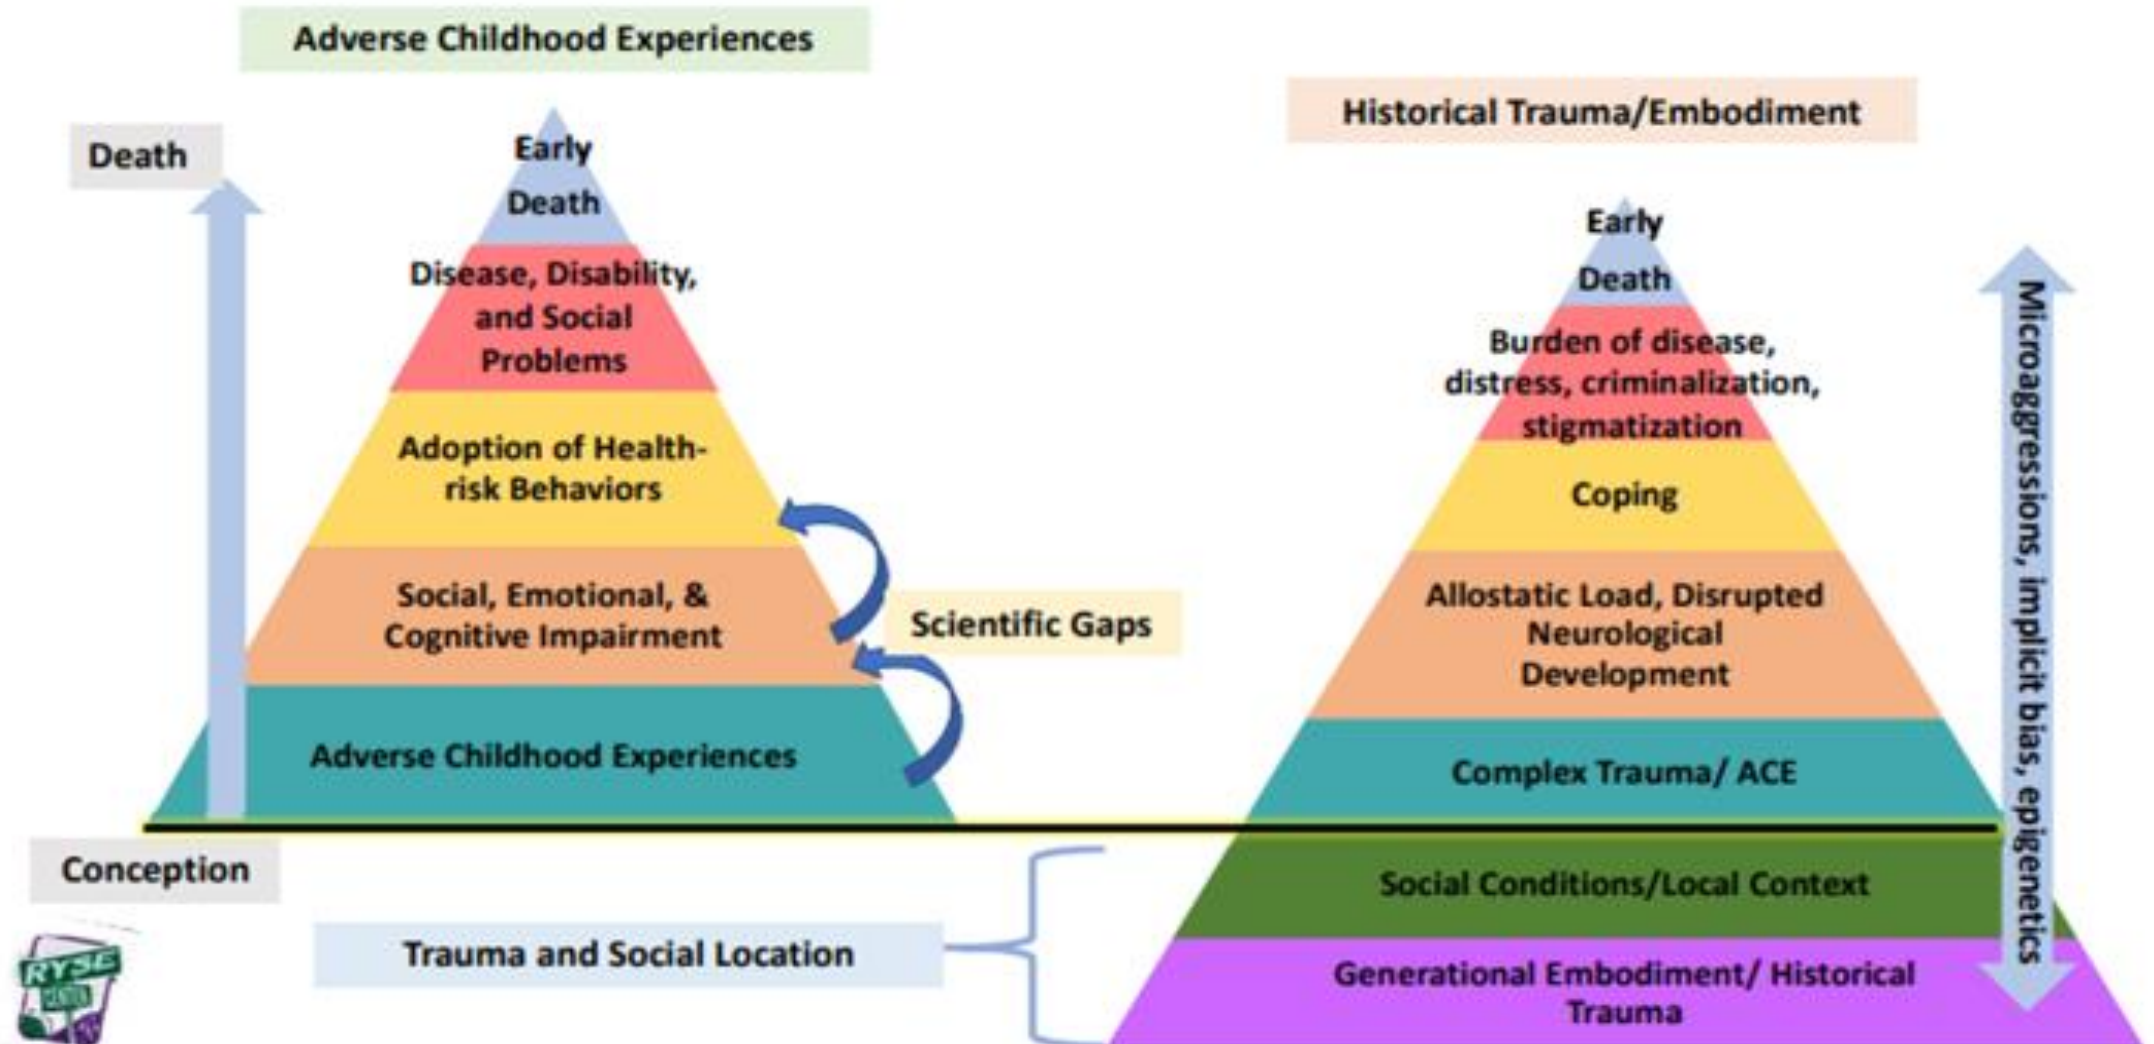 Adverse Childhood Experiences
Death
Early
Death
Disease, Disability,
and Social
Problems
Adoption of Health-
risk Behaviors
Social, Emotional, &
Cognitive Impairment
Scientific Gaps
Adverse Childhood Experiences
Conception
Trauma and Social Location
RYSE
Historical Trauma/Embodiment
Early
Death
Burden of disease,
distress, criminalization,
stigmatization
Coping
Allostatic Load, Disrupted
Neurological
Development
Complex Trauma/ ACE
Social Conditions/Local Context
Generational Embodiment/ Historical
Trauma
Microaggressions, implicit bias, epigenetics